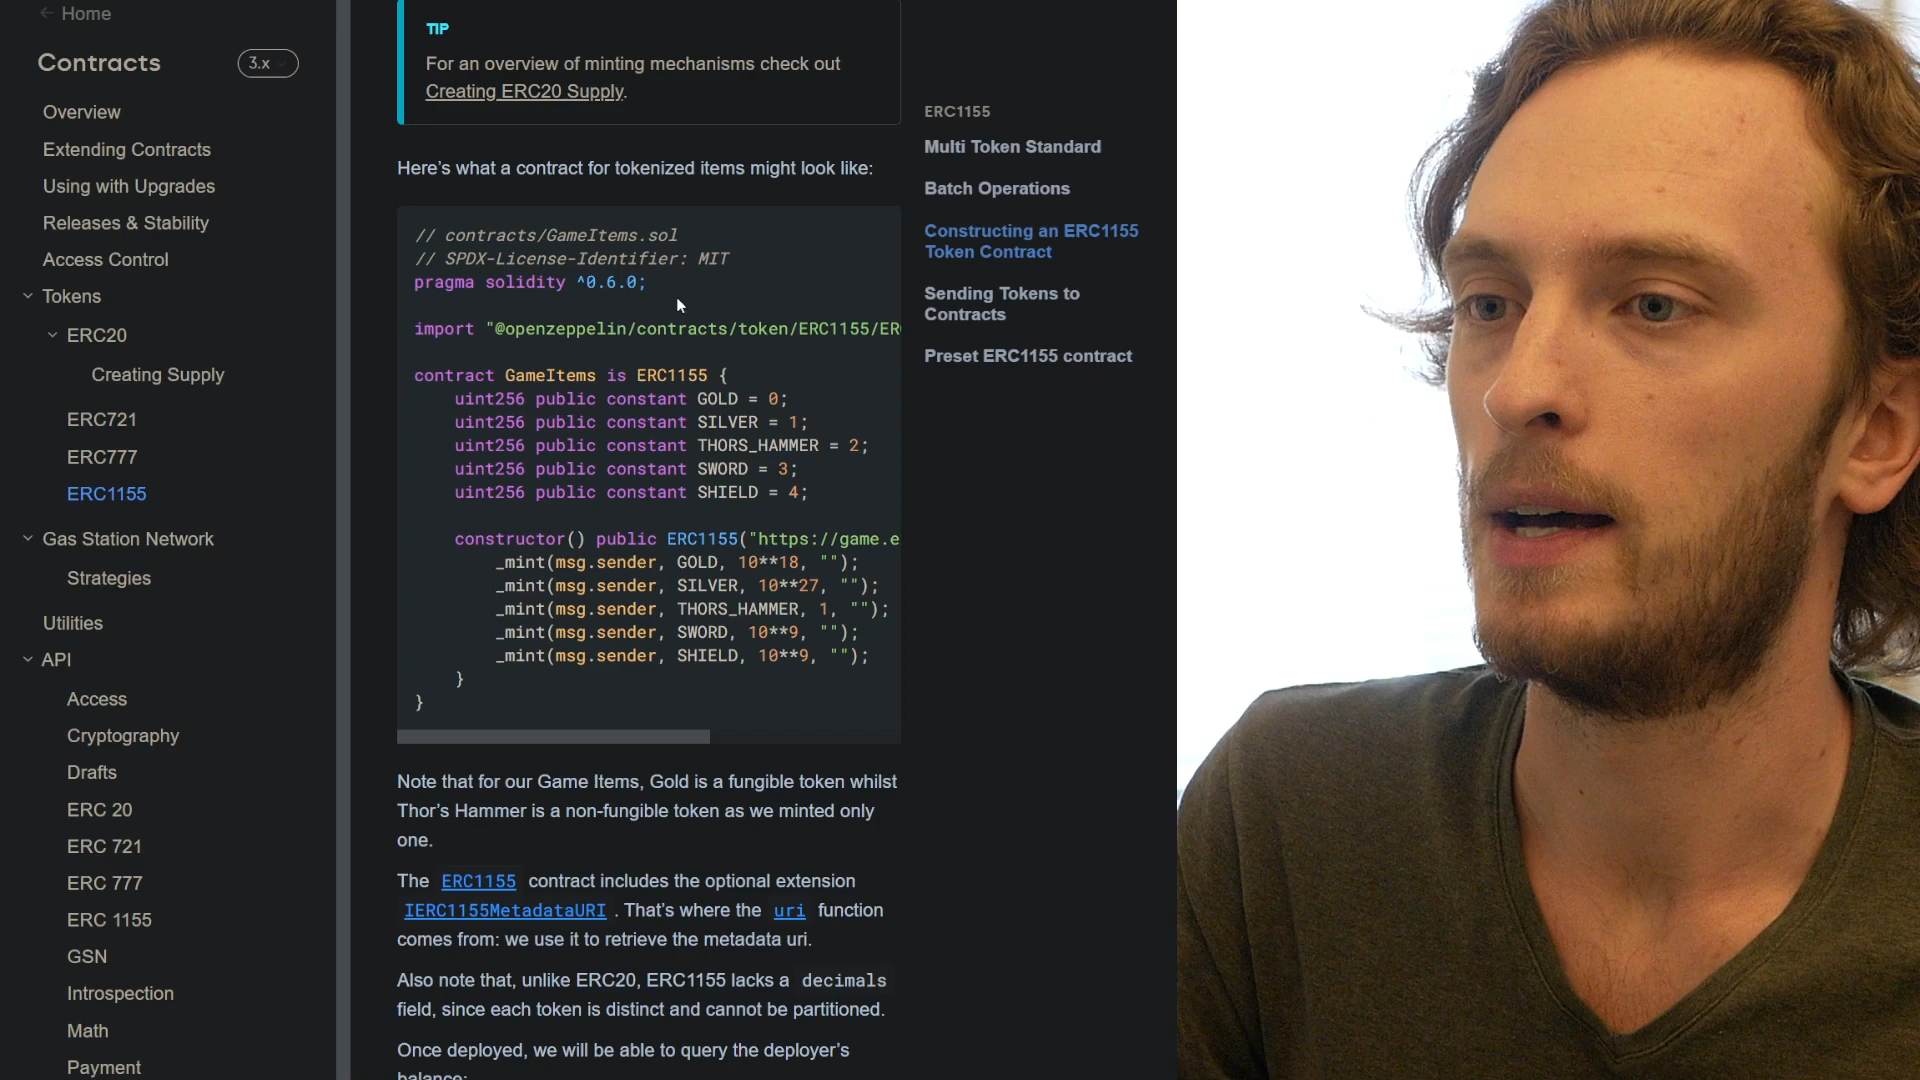 ← Home
Contracts
3.x
Overview
Extending Contracts
Using with Upgrades
Releases & Stability
Access Control
Tokens
ERC20
Creating Supply
ERC721
ERC777
ERC1155
Gas Station Network
Strategies
Utilities
API
Access
Cryptography
Drafts
ERC 20
ERC 721
ERC 777
ERC 1155
GSN
Introspection
Math
Payment
TIP
For an overview of minting mechanisms check out
Creating ERC20 Supply.
Here's what a contract for tokenized items might look like:
// contracts/GameItems.sol
// SPDX-License-Identifier: MIT
pragma solidity ^0.6.0;
import "@openzeppelin/contracts/token/ERC1155/ER
contract GameItems is ERC1155 {
uint256 public constant GOLD = 0;
uint256 public constant SILVER = 1;
uint256 public constant THORS_HAMMER = 2;
uint256 public constant SWORD = 3;
uint256 public constant SHIELD = 4;
constructor() public ERC1155("https://game.e
_mint(msg.sender, GOLD, 10**18, "");
_mint(msg.sender, SILVER, 10**27, "");
_mint(msg.sender, THORS_HAMMER, 1, "");
_mint(msg.sender, SWORD, 10**9, "");
_mint(msg.sender, SHIELD, 10**9, "");
}
}
Note that for our Game Items, Gold is a fungible token whilst
Thor's Hammer is a non-fungible token as we minted only
one.
The ERC1155 contract includes the optional extension
IERC1155MetadataURI . That's where the uri function
comes from: we use it to retrieve the metadata uri.
Also note that, unlike ERC20, ERC1155 lacks a decimals
field, since each token is distinct and cannot be partitioned.
Once deployed, we will be able to query the deployer's
balance:
ERC1155
Multi Token Standard
Batch Operations
Constructing an ERC1155
Token Contract
Sending Tokens to
Contracts
Preset ERC1155 contract